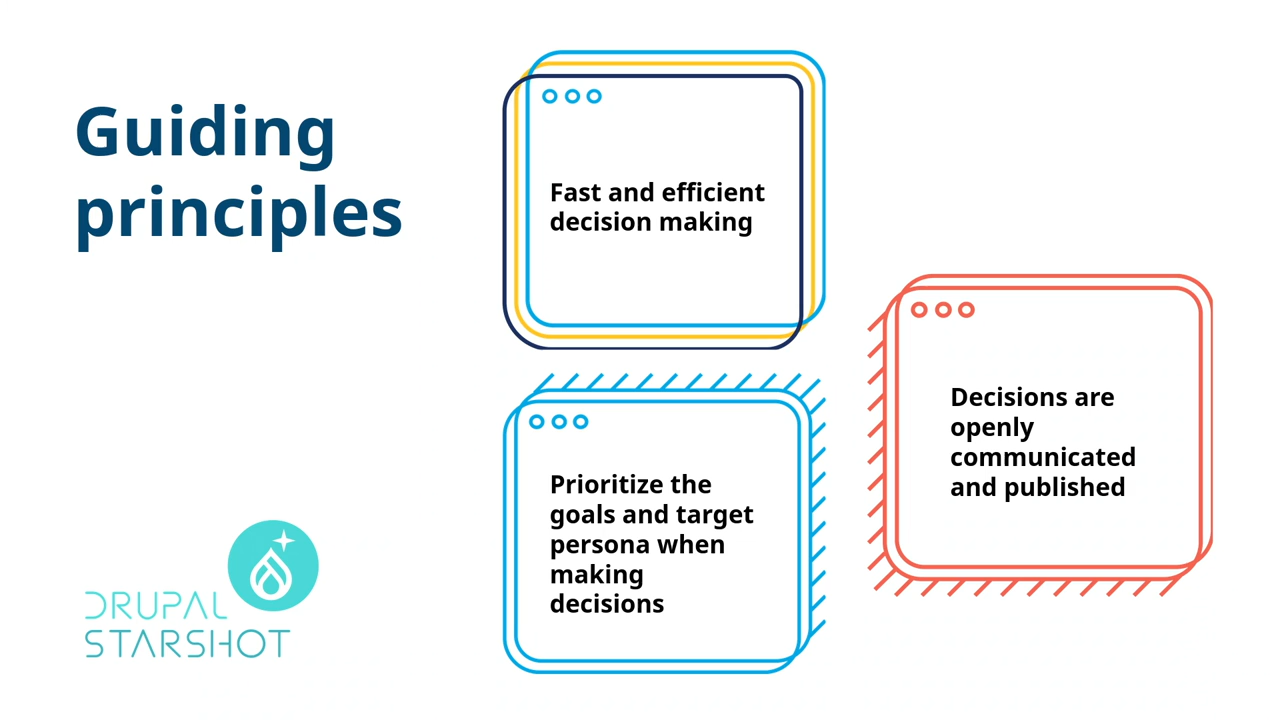 Guiding
principles
Fast and efficient
decision making
Prioritize the
goals and target
persona when
making
decisions
Decisions are
openly
communicated
and published
DRUPAL
STARSHOT